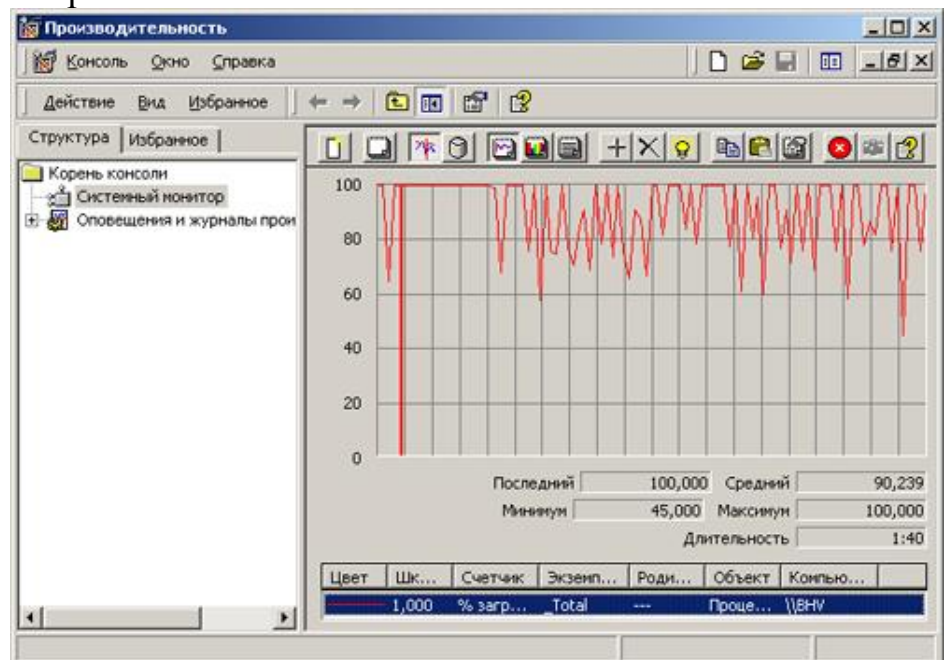 Производительность
Консоль Окно Справка
Действие Вид Избранное
Структура Избранное
Корень консоли
Системный монитор
Оповещения и журналы прои
100
80
60
40
20
0
Последний 100,000 Средний 90,239
Минимум 45,000 Максимум 100,000
Длительность 1:40
Цвет Шк... Счетчик Экземп... Роди... Объект Компью...
1,000 % загр... _Total --- Проце... \\BHV